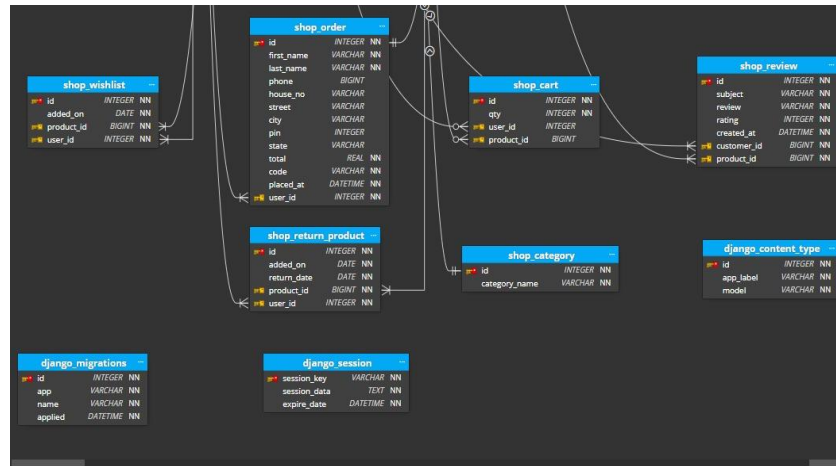 shop_order
id INTEGER NN
first_name VARCHAR NN
last_name VARCHAR NN
phone BIGINT
house_no VARCHAR
street VARCHAR
city VARCHAR
pin INTEGER
state VARCHAR
total REAL NN
code VARCHAR NN
placed_at DATETIME NN
user_id INTEGER NN
shop_wishlist
id INTEGER NN
added_on DATE NN
product_id BIGINT NN
user_id INTEGER NN
shop_cart
id INTEGER NN
qty INTEGER NN
user_id INTEGER
product_id BIGINT
shop_review
id INTEGER NN
subject VARCHAR NN
review VARCHAR NN
rating INTEGER NN
created_at DATETIME NN
customer_id BIGINT NN
product_id BIGINT NN
shop_return_product
id INTEGER NN
added_on DATE NN
return_date DATE NN
product_id BIGINT NN
user_id INTEGER NN
shop_category
id INTEGER NN
category_name VARCHAR NN
django_content_type
id INTEGER NN
app_label VARCHAR NN
model VARCHAR NN
django_migrations
id INTEGER NN
app VARCHAR NN
name VARCHAR NN
applied DATETIME NN
django_session
session_key VARCHAR NN
session_data TEXT NN
expire_date DATETIME NN